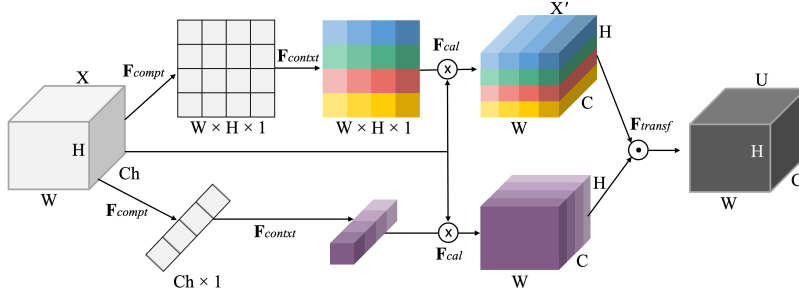 X′
X
F_compt
F_contxt
F_cal
H
U
W × H × 1
W × H × 1
C
W
F_transf
H
Ch
W
H
W
C
F_compt
F_contxt
H
F_cal
Ch × 1
C
W
x
x